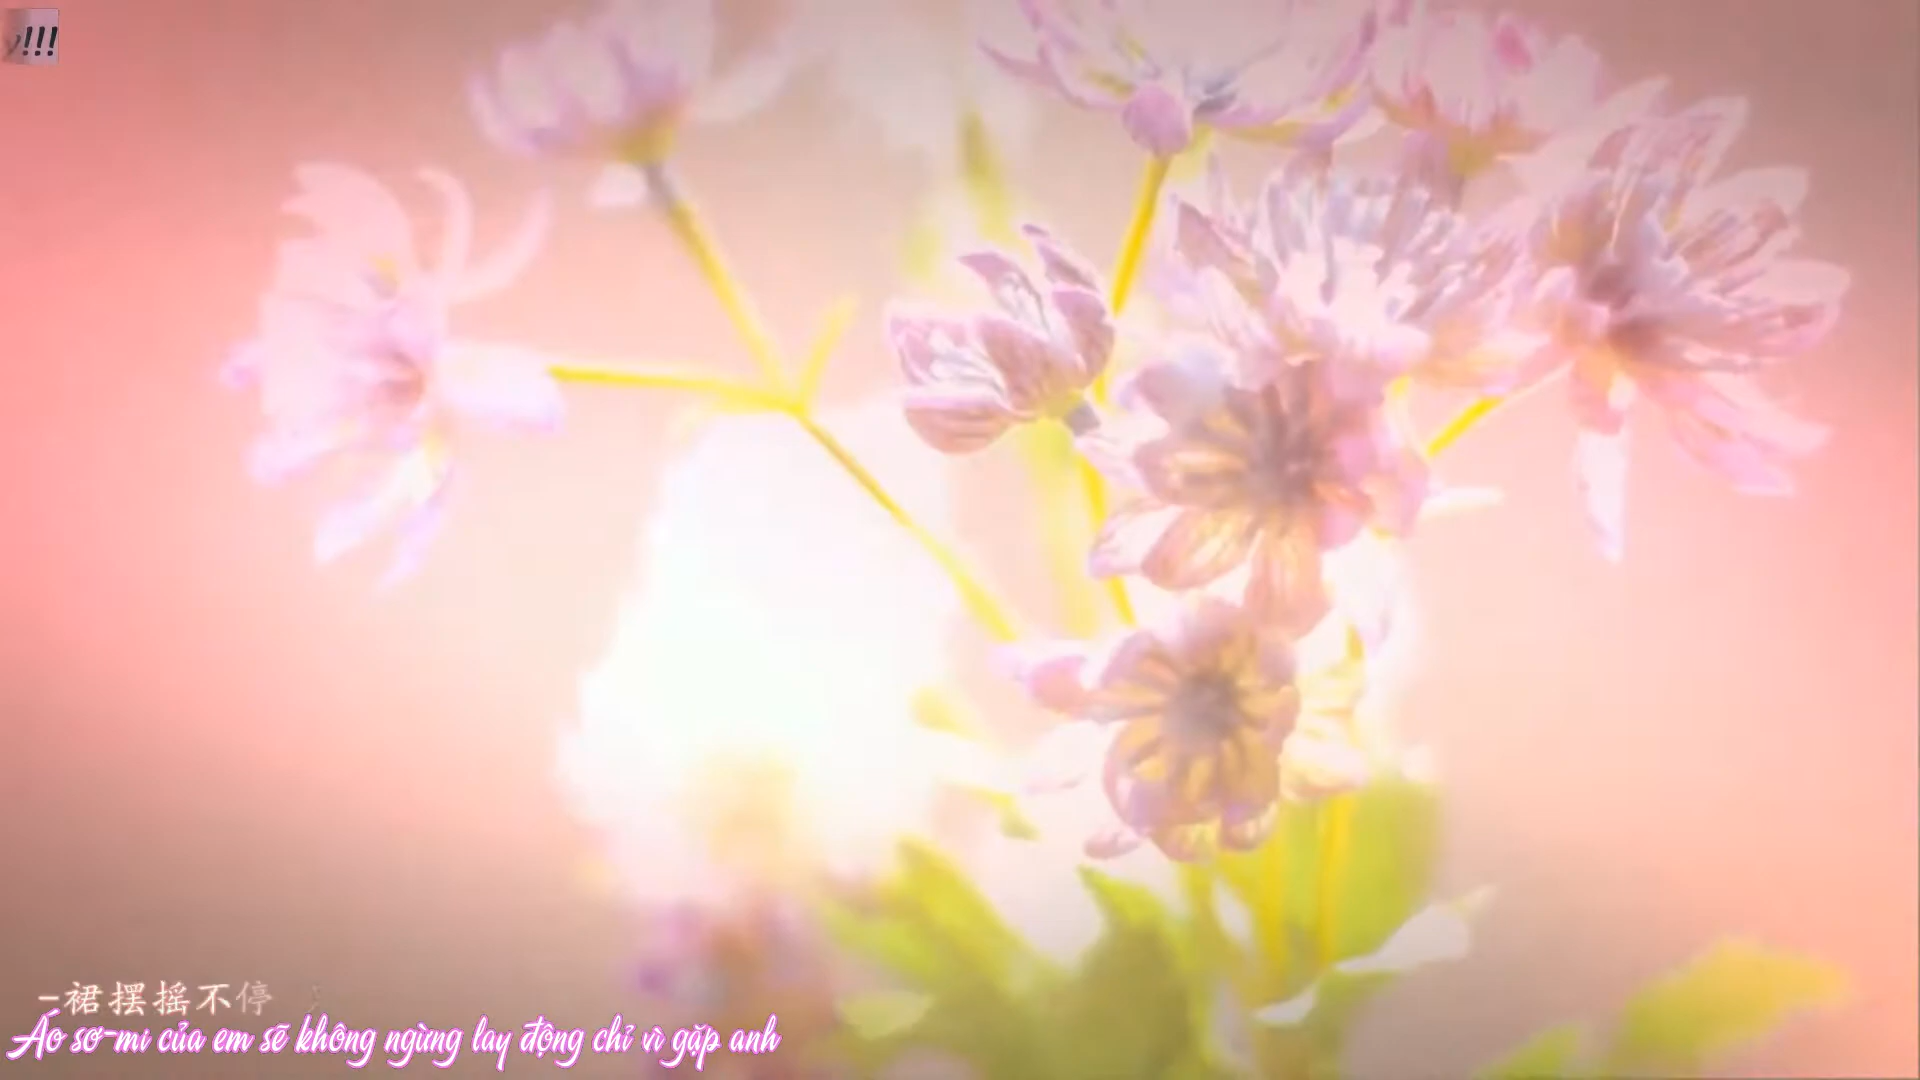 !!!
–裙摆摇不停
Áo sơ-mi của em sẽ không ngừng lay động chỉ vì gặp anh